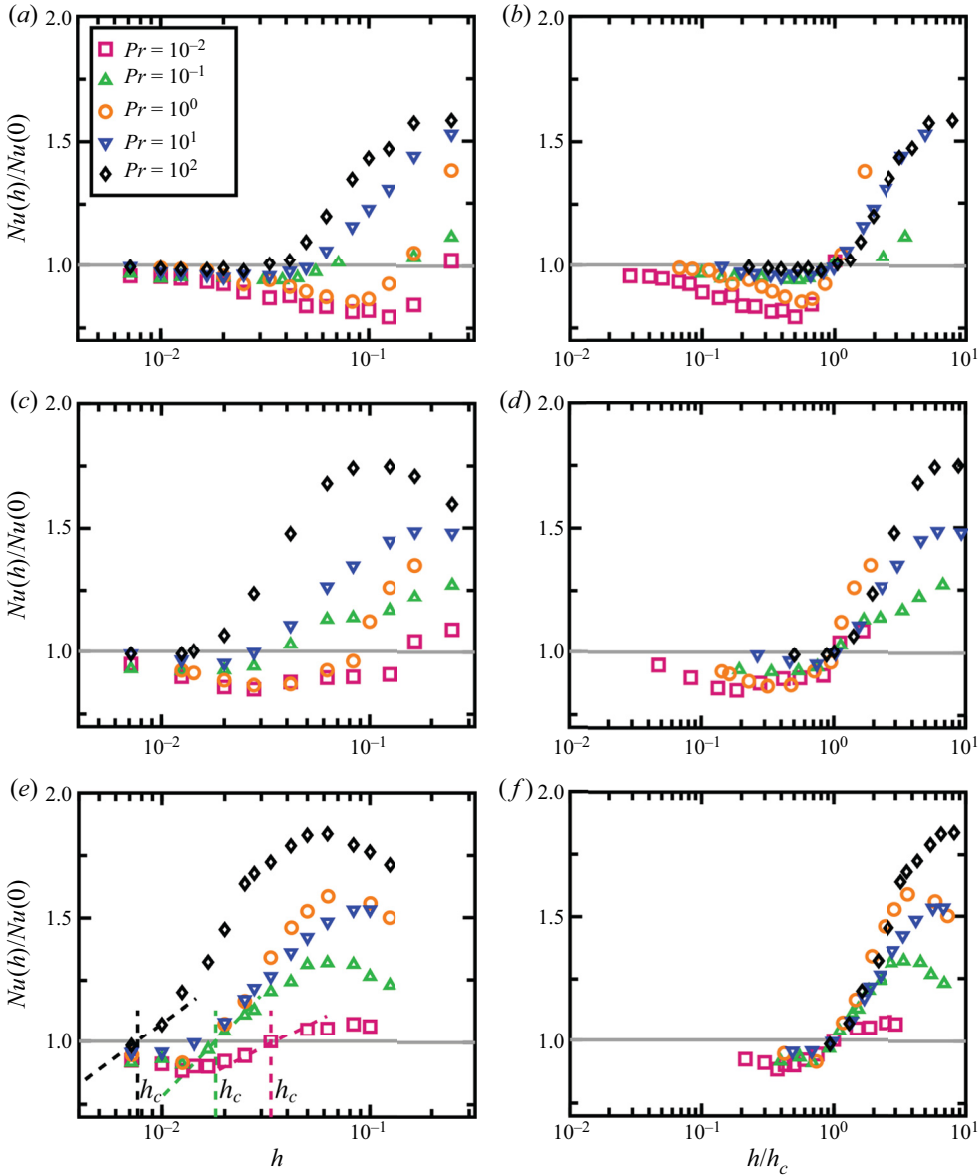 (a)
(b)
2.0
2.0
Pr = 10⁻²
Pr = 10⁻¹
Pr = 10⁰
Pr = 10¹
Pr = 10²
Nu(h)/Nu(0)
1.5
1.5
1.0
1.0
10⁻²
10⁻¹
10⁻²
10⁻¹
10⁰
10¹
(c)
(d)
2.0
2.0
Nu(h)/Nu(0)
1.5
1.5
1.0
1.0
10⁻²
10⁻¹
10⁻²
10⁻¹
10⁰
10¹
(e)
(f)
2.0
2.0
Nu(h)/Nu(0)
1.5
1.5
1.0
1.0
h_c
h_c
h_c
10⁻²
10⁻¹
10⁻²
10⁻¹
10⁰
10¹
h
h/h_c